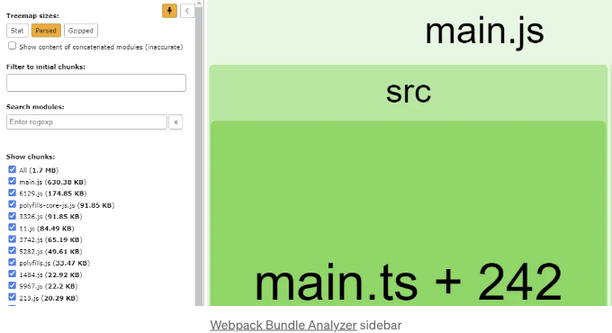 Treemap sizes:
Stat Parsed Gzipped
Show content of concatenated modules (inaccurate)
Filter to initial chunks:
Search modules:
Enter regexp x
Show chunks:
All (1.7 MB)
main.js (630.38 KB)
6129.js (174.85 KB)
polyfills-core-js.js (91.85 KB)
3326.js (91.85 KB)
11.js (84.49 KB)
3742.js (65.19 KB)
5282.js (49.61 KB)
polyfills.js (33.47 KB)
1484.js (22.92 KB)
5967.js (22.2 KB)
213.js (20.29 KB)
main.js
src
main.ts + 242
Webpack Bundle Analyzer sidebar